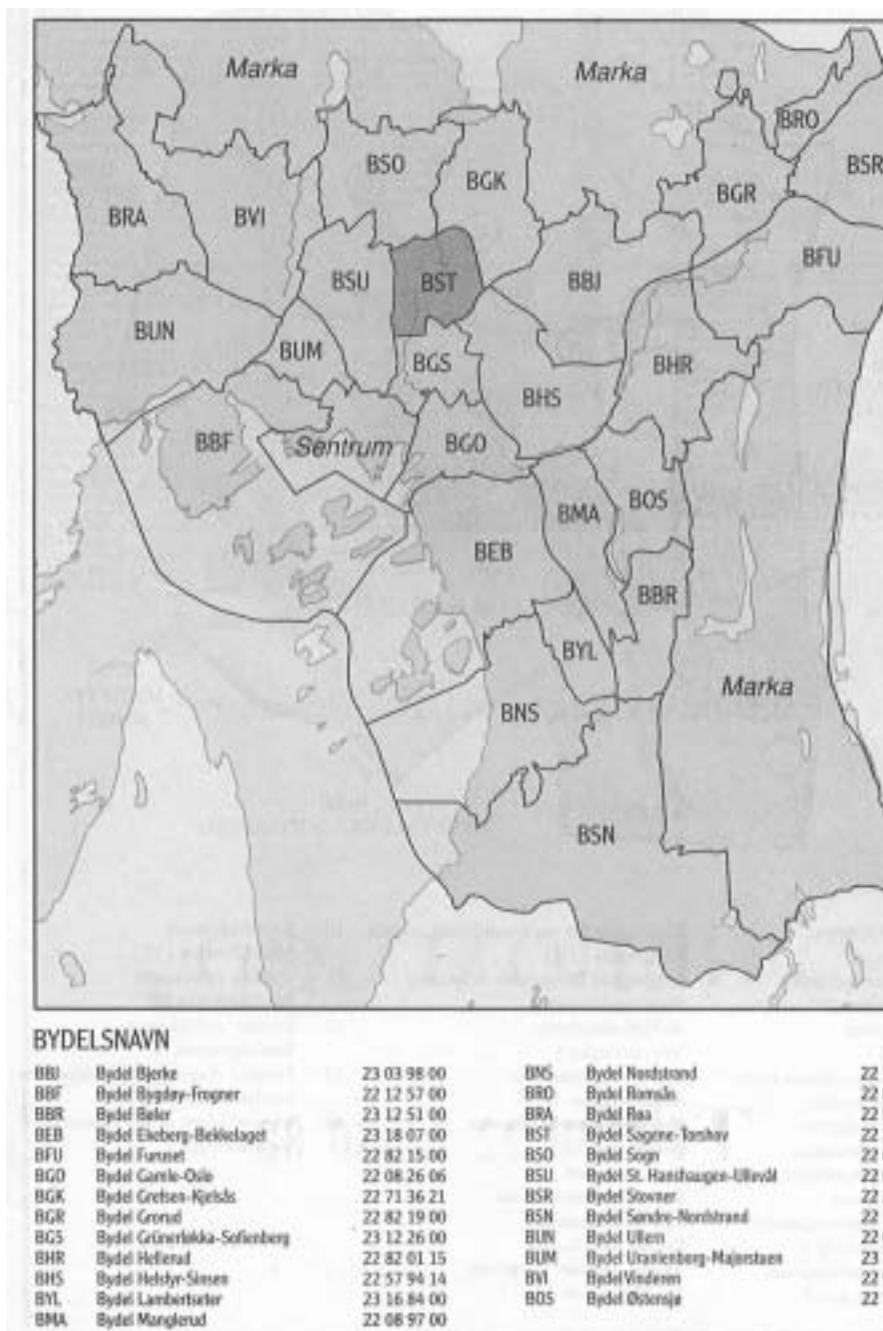 Marka
Marka
BRO
BSO
BGK
BSR
BGR
BRA
BVI
BFU
BSU
BST
BBJ
BUN
BUM
BGS
BHR
BHS
BBF
Sentrum
BGO
BOS
BMA
BEB
BBR
BYL
Marka
BNS
BSN
BYDELSNAVN
BBJ Bydel Bjerke 23 03 98 00
BBF Bydel Bygdøy-Frogner 22 12 57 00
BBR Bydel Bøler 23 12 51 00
BEB Bydel Ekeberg-Bekkelaget 23 18 07 00
BFU Bydel Furuset 22 82 15 00
BGO Bydel Gamle-Oslo 22 08 26 06
BGK Bydel Grefsen-Kjelsås 22 71 36 21
BGR Bydel Grorud 22 82 19 00
BGS Bydel Grünerløkka-Sofienberg 23 12 26 00
BHR Bydel Hellerud 22 82 01 15
BHS Bydel Helsfyr-Sinsen 22 57 94 14
BYL Bydel Lambertseter 23 16 84 00
BMA Bydel Manglerud 22 08 97 00
BNS Bydel Nordstrand 22
BRO Bydel Romsås 22
BRA Bydel Røa 22
BST Bydel Sagene-Torshov 22
BSO Bydel Sogn 22
BSU Bydel St. Hanshaugen-Ullevål 22
BSR Bydel Stovner 22
BSN Bydel Søndre-Nordstrand 22
BUN Bydel Ullern 22
BUM Bydel Uranienborg-Majorstuen 23
BVI Bydel Vinderen 22
BOS Bydel Østensjø 22